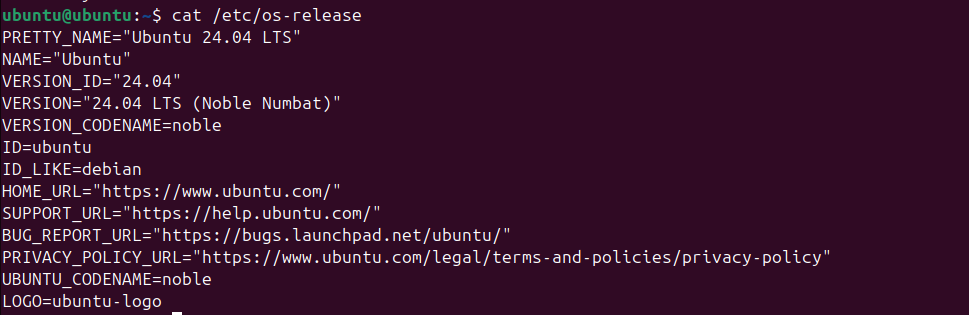 ubuntu@ubuntu:~$ cat /etc/os-release
PRETTY_NAME="Ubuntu 24.04 LTS"
NAME="Ubuntu"
VERSION_ID="24.04"
VERSION="24.04 LTS (Noble Numbat)"
VERSION_CODENAME=noble
ID=ubuntu
ID_LIKE=debian
HOME_URL="https://www.ubuntu.com/"
SUPPORT_URL="https://help.ubuntu.com/"
BUG_REPORT_URL="https://bugs.launchpad.net/ubuntu/"
PRIVACY_POLICY_URL="https://www.ubuntu.com/legal/terms-and-policies/privacy-policy"
UBUNTU_CODENAME=noble
LOGO=ubuntu-logo